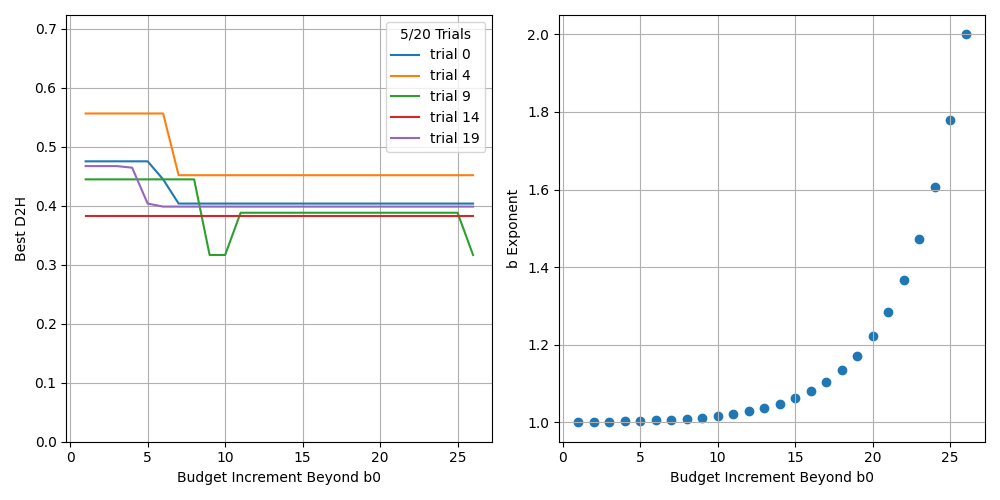 5/20 Trials
trial 0
trial 4
trial 9
trial 14
trial 19
0.7
0.6
0.5
0.4
0.3
0.2
0.1
0.0
Best D2H
0 5 10 15 20 25
Budget Increment Beyond b0
2.0
1.8
1.6
1.4
1.2
1.0
b Exponent
0 5 10 15 20 25
Budget Increment Beyond b0